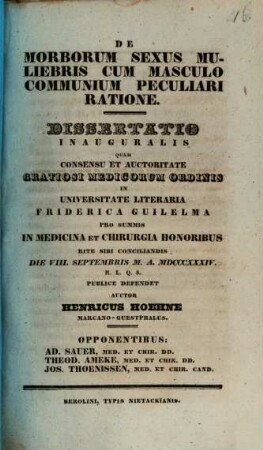 DE
MORBORUM SEXUS MU-
LIEBRIS CUM MASCULO
COMMUNIUM PECULIARI
RATIONE.
DISSERTATIO
INAUGURALIS
QUAM
CONSENSU ET AUCTORITATE
GRATIOSI MEDICORUM ORDINIS
IN
UNIVERSITATE LITERARIA
FRIDERICA GUILELMA
PRO SUMMIS
IN MEDICINA ET CHIRURGIA HONORIBUS
RITE SIBI CONCILIANDIS
DIE VIII. SEPTEMBRIS M. A. MDCCCXXXIV.
H. L. Q. S.
PUBLICE DEFENDET
AUCTOR
HENRICUS HOEHNE
MARCANO-GUESTPHALUS.
OPPONENTIBUS:
AD. SAUER, MED. ET CHIR. DD.
THEOD. AMEKE, MED. ET CHIR. DD.
JOS. THOENISSEN, MED. ET CHIR. CAND.
BEROLINI, TYPIS NIETACKIANIS.